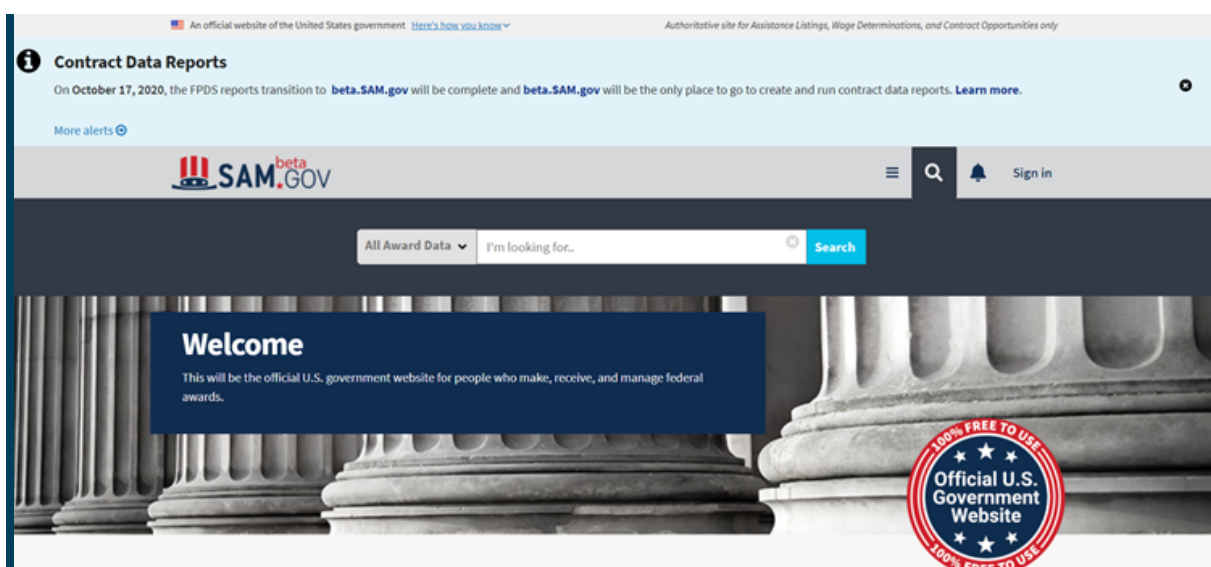 An official website of the United States government Here's how you know
Authoritative site for Assistance Listings, Wage Determinations, and Contract Opportunities only
Contract Data Reports
On October 17, 2020, the FPDS reports transition to beta.SAM.gov will be complete and beta.SAM.gov will be the only place to go to create and run contract data reports. Learn more.
More alerts
beta
SAM.GOV
Sign in
All Award Data
I'm looking for..
Search
Welcome
This will be the official U.S. government website for people who make, receive, and manage federal
awards.
100% FREE TO USE
Official U.S.
Government
Website
100% FREE TO USE